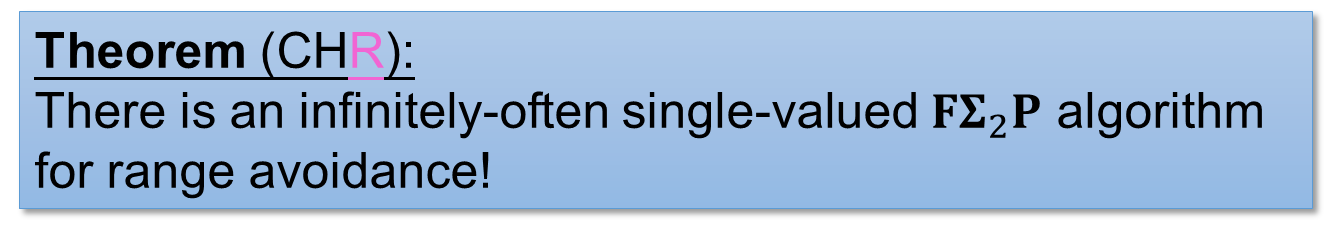 Theorem (CHR):
There is an infinitely-often single-valued 𝐅𝚺₂𝐏 algorithm
for range avoidance!